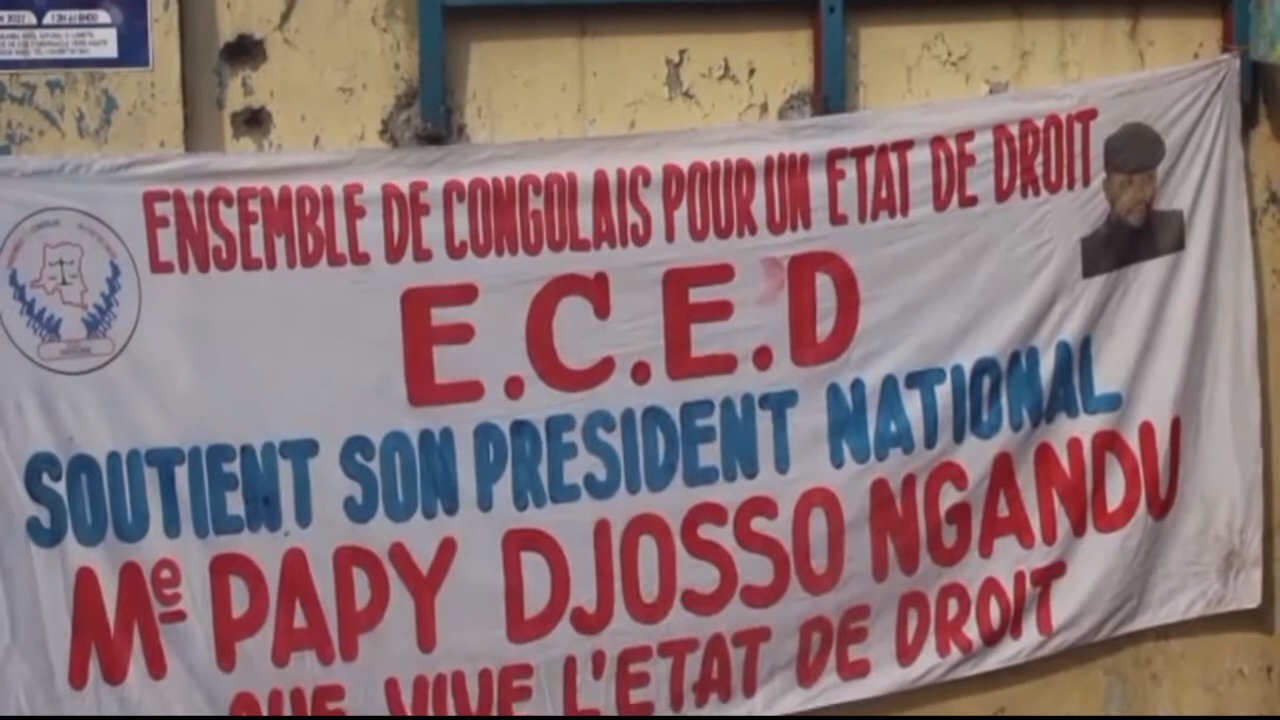 ENSEMBLE DE CONGOLAIS POUR UN ETAT DE DROIT
E.C.E.D
SOUTIENT SON PRESIDENT NATIONAL
Me PAPY DJOSSO NGANDU
QUE VIVE L'ETAT DE DROIT